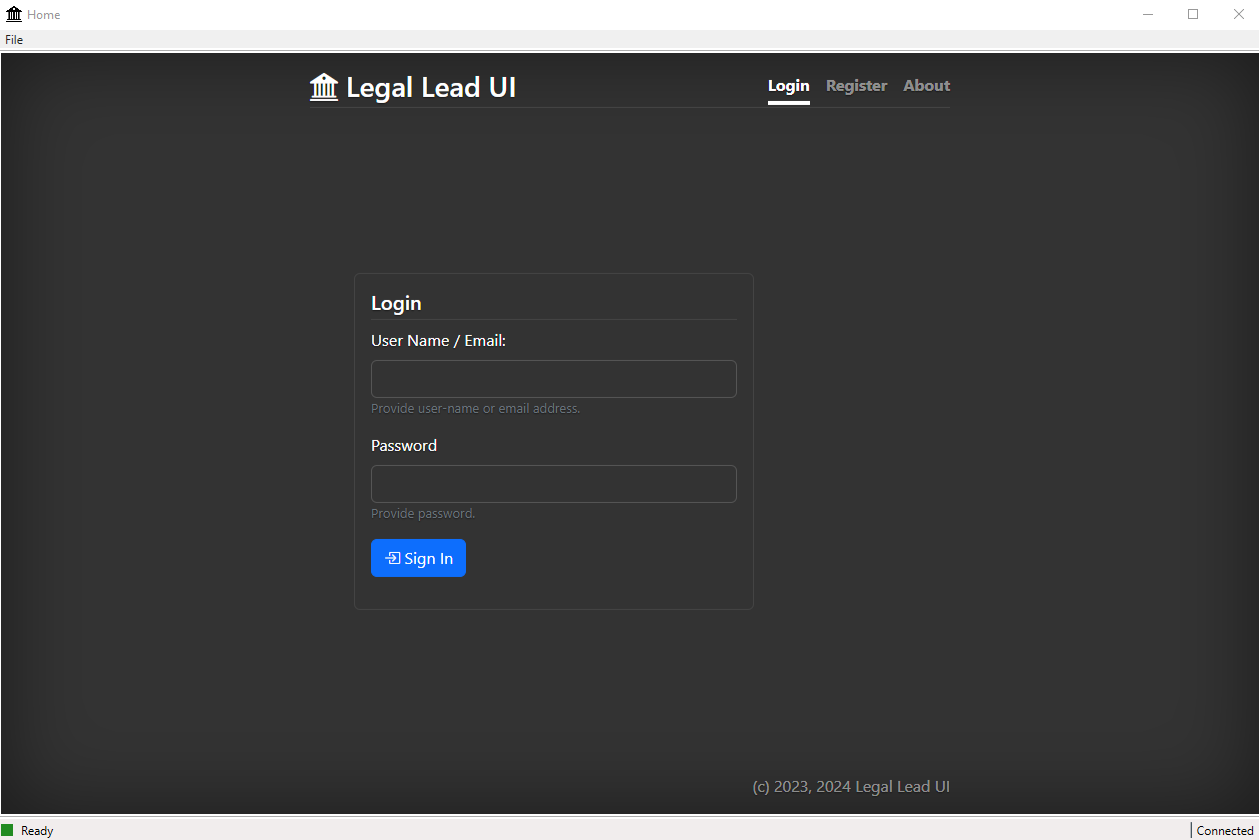 Home
File
Legal Lead UI
Login Register About
Login
User Name / Email:
Provide user-name or email address.
Password
Provide password.
Sign In
(c) 2023, 2024 Legal Lead UI
Ready
Connected